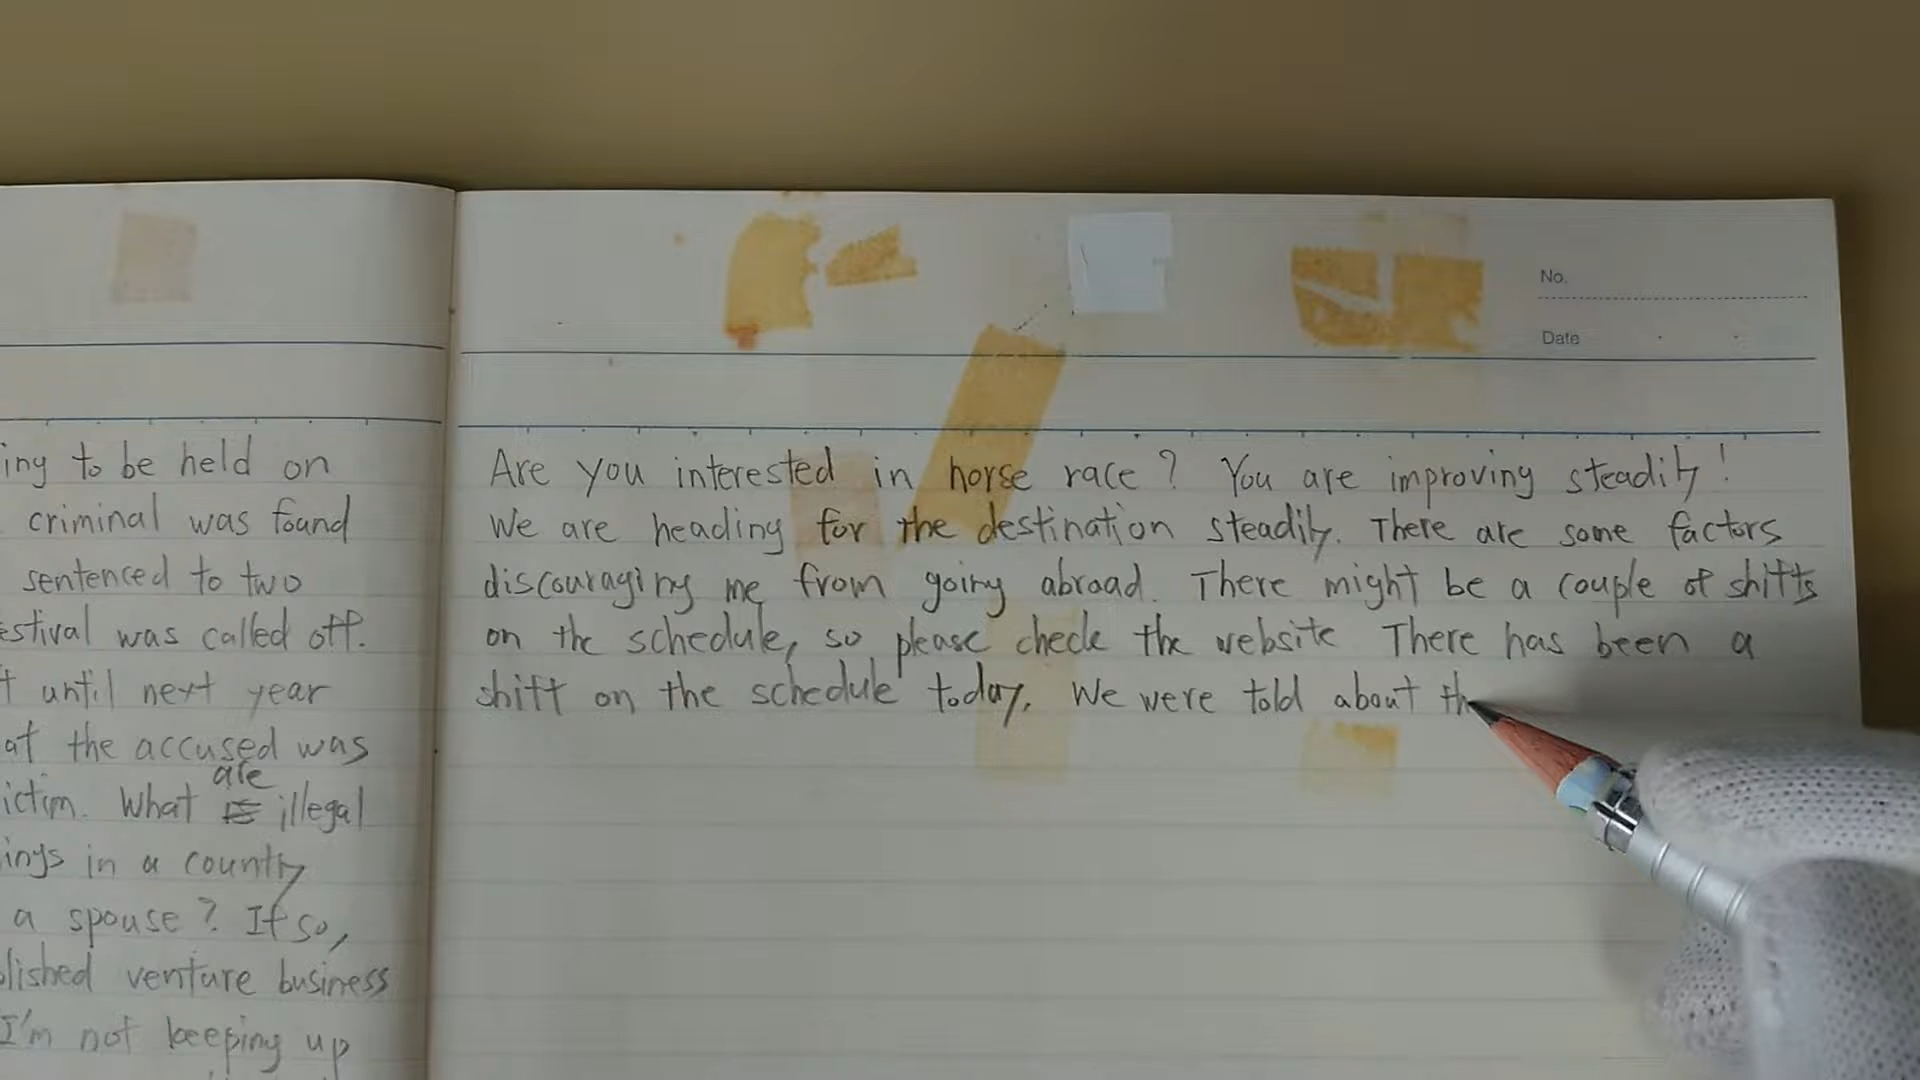 ing to be held on
criminal was found
sentenced to two
estival was called off.
t until next year
at the accused was
are
ictim. What illegal
ings in a country
a spouse? If so,
lished venture business
I'm not keeping up
No.
Date
Are you interested in horse race? You are improving steadily!
We are heading for the destination steadily. There are some factors
discouraging me from going abroad. There might be a couple of shifts
on the schedule, so please check the website There has been a
shift on the schedule today. We were told about th